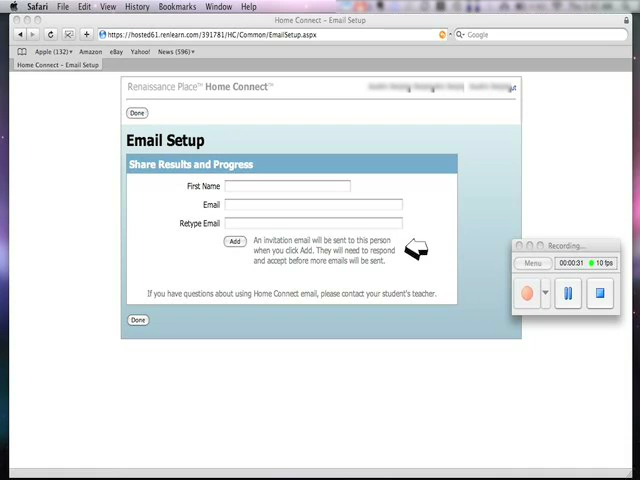 Safari File Edit View History Bookmarks Window Help
Home Connect – Email Setup
https://hosted61.renlearn.com/391781/HC/Common/EmailSetup.aspx
Google
Apple (132) Amazon eBay Yahoo! News (596)
Home Connect – Email Setup
Renaissance Place™ Home Connect™
Done
Email Setup
Share Results and Progress
First Name
Email
Retype Email
Add
An invitation email will be sent to this person
when you click Add. They will need to respond
and accept before more emails will be sent.
If you have questions about using Home Connect email, please contact your student's teacher.
Done
Recording...
Menu 00:00:31 10 fps